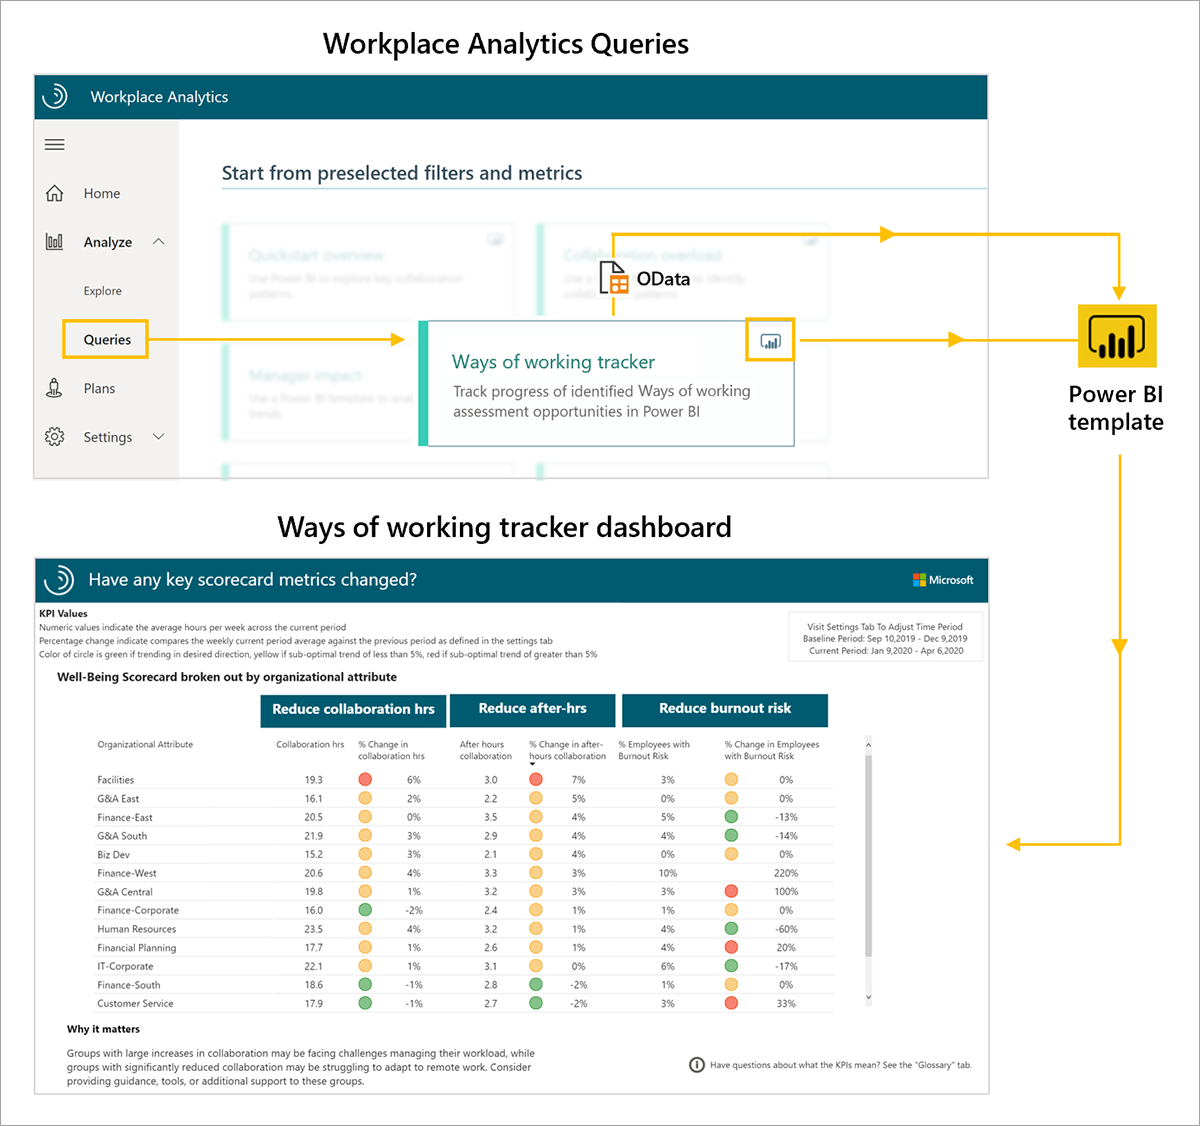 Workplace Analytics Queries
Workplace Analytics
Start from preselected filters and metrics
Home
Analyze
Explore
Queries
Plans
Settings
Quickstart overview
Use Power BI to explore key collaboration
patterns
Collaboration overload
OData
Manager impact
Ways of working tracker
Track progress of identified Ways of working
assessment opportunities in Power BI
Power BI
template
Ways of working tracker dashboard
Have any key scorecard metrics changed?
Microsoft
KPI Values
Numeric values indicate the average hours per week across the current period
Percentage change indicate compares the weekly current period average against the previous period as defined in the settings tab
Color of circle is green if trending in desired direction, yellow if sub-optimal trend of less than 5%, red if sub-optimal trend of greater than 5%
Visit Settings Tab To Adjust Time Period
Baseline Period: Sep 10,2019 - Dec 9,2019
Current Period: Jan 9,2020 - Apr 6,2020
Well-Being Scorecard broken out by organizational attribute
Reduce collaboration hrs Reduce after-hrs Reduce burnout risk
Organizational Attribute Collaboration hrs % Change in After hours % Change in after- % Employees with % Change in Employees
collaboration hrs collaboration hours collaboration Burnout Risk with Burnout Risk
Facilities 19.3 6% 3.0 7% 3% 0%
G&A East 16.1 2% 2.2 5% 0% 0%
Finance-East 20.5 0% 3.5 4% 5% -13%
G&A South 21.9 3% 2.9 4% 4% -14%
Biz Dev 15.2 3% 2.1 4% 0% 0%
Finance-West 20.6 4% 3.3 3% 10% 220%
G&A Central 19.8 1% 3.2 3% 3% 100%
Finance-Corporate 16.0 -2% 2.4 1% 1% 0%
Human Resources 23.5 4% 3.2 1% 4% -60%
Financial Planning 17.7 1% 2.6 1% 4% 20%
IT-Corporate 22.1 1% 3.1 0% 6% -17%
Finance-South 18.6 -1% 2.8 -2% 1% 0%
Customer Service 17.9 -1% 2.7 -2% 3% 33%
Why it matters
Groups with large increases in collaboration may be facing challenges managing their workload, while
groups with significantly reduced collaboration may be struggling to adapt to remote work. Consider
providing guidance, tools, or additional support to these groups.
Have questions about what the KPIs mean? See the "Glossary" tab.